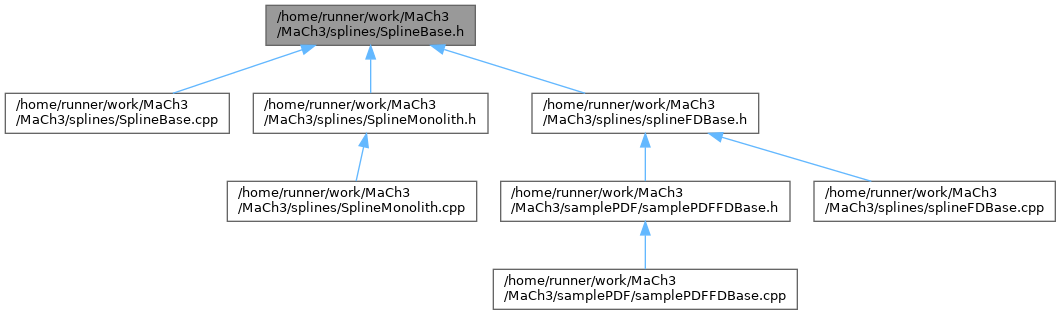 /home/runner/work/MaCh3
/MaCh3/splines/SplineBase.h
/home/runner/work/MaCh3
/MaCh3/splines/SplineBase.cpp
/home/runner/work/MaCh3
/MaCh3/splines/SplineMonolith.h
/home/runner/work/MaCh3
/MaCh3/splines/splineFDBase.h
/home/runner/work/MaCh3
/MaCh3/splines/SplineMonolith.cpp
/home/runner/work/MaCh3
/MaCh3/samplePDF/samplePDFFDBase.h
/home/runner/work/MaCh3
/MaCh3/splines/splineFDBase.cpp
/home/runner/work/MaCh3
/MaCh3/samplePDF/samplePDFFDBase.cpp